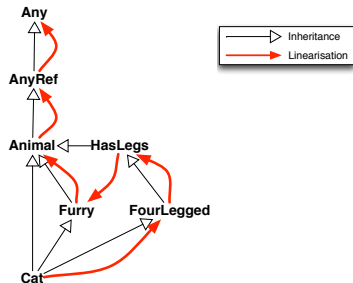 Any
Inheritance
Linearisation
AnyRef
Animal
HasLegs
Furry
FourLegged
Cat